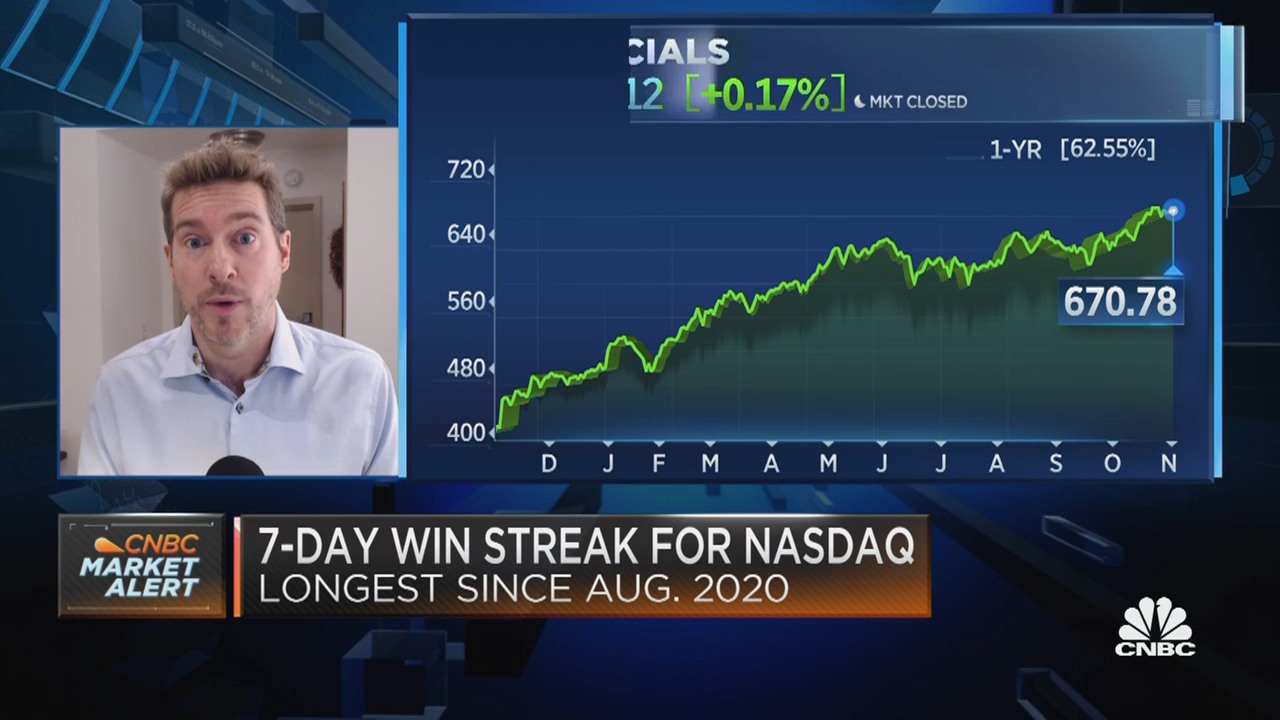 CIALS
12 [+0.17%] MKT CLOSED
1-YR [62.55%]
720
640
560
480
400
670.78
D J F M A M J J A S O N
CNBC
MARKET
ALERT
7-DAY WIN STREAK FOR NASDAQ
LONGEST SINCE AUG. 2020
CNBC